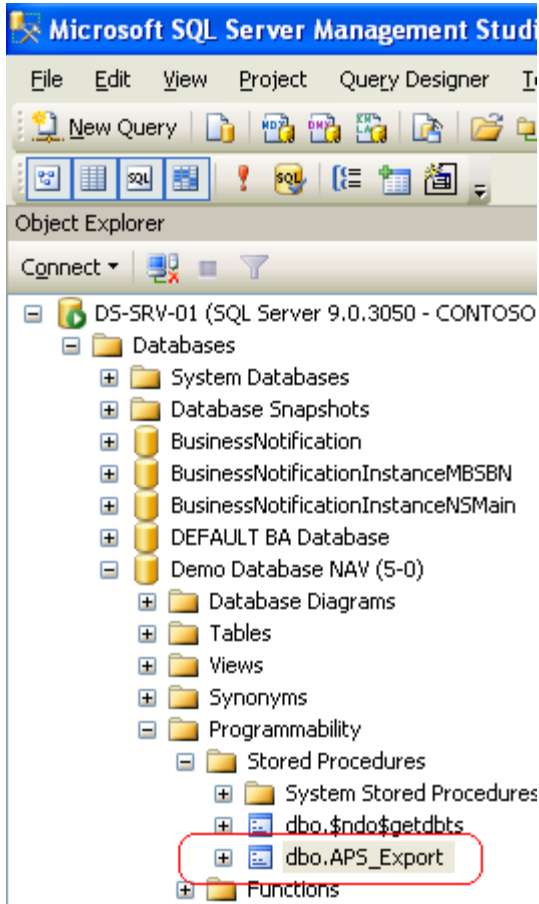 Microsoft SQL Server Management Studi
File Edit View Project Query Designer
New Query
SQL
SQL
Object Explorer
Connect
DS-SRV-01 (SQL Server 9.0.3050 - CONTOSO
Databases
System Databases
Database Snapshots
BusinessNotification
BusinessNotificationInstanceMBSBN
BusinessNotificationInstanceNSMain
DEFAULT BA Database
Demo Database NAV (5-0)
Database Diagrams
Tables
Views
Synonyms
Programmability
Stored Procedures
System Stored Procedures
dbo.$ndo$getdbts
dbo.APS_Export
Functions